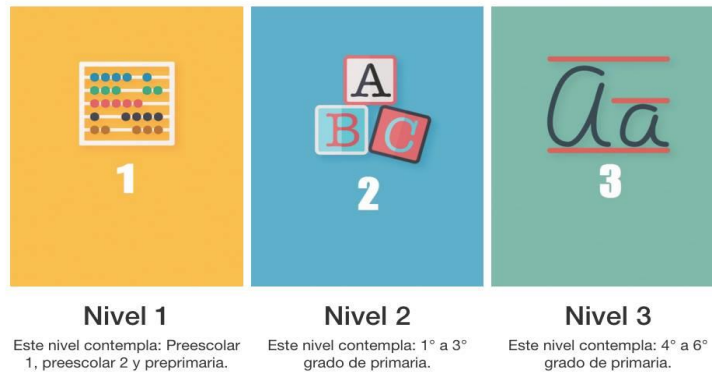 1
A
B C
2
Aa
3
Nivel 1
Este nivel contempla: Preescolar
1, preescolar 2 y preprimaria.
Nivel 2
Este nivel contempla: 1° a 3°
grado de primaria.
Nivel 3
Este nivel contempla: 4° a 6°
grado de primaria.